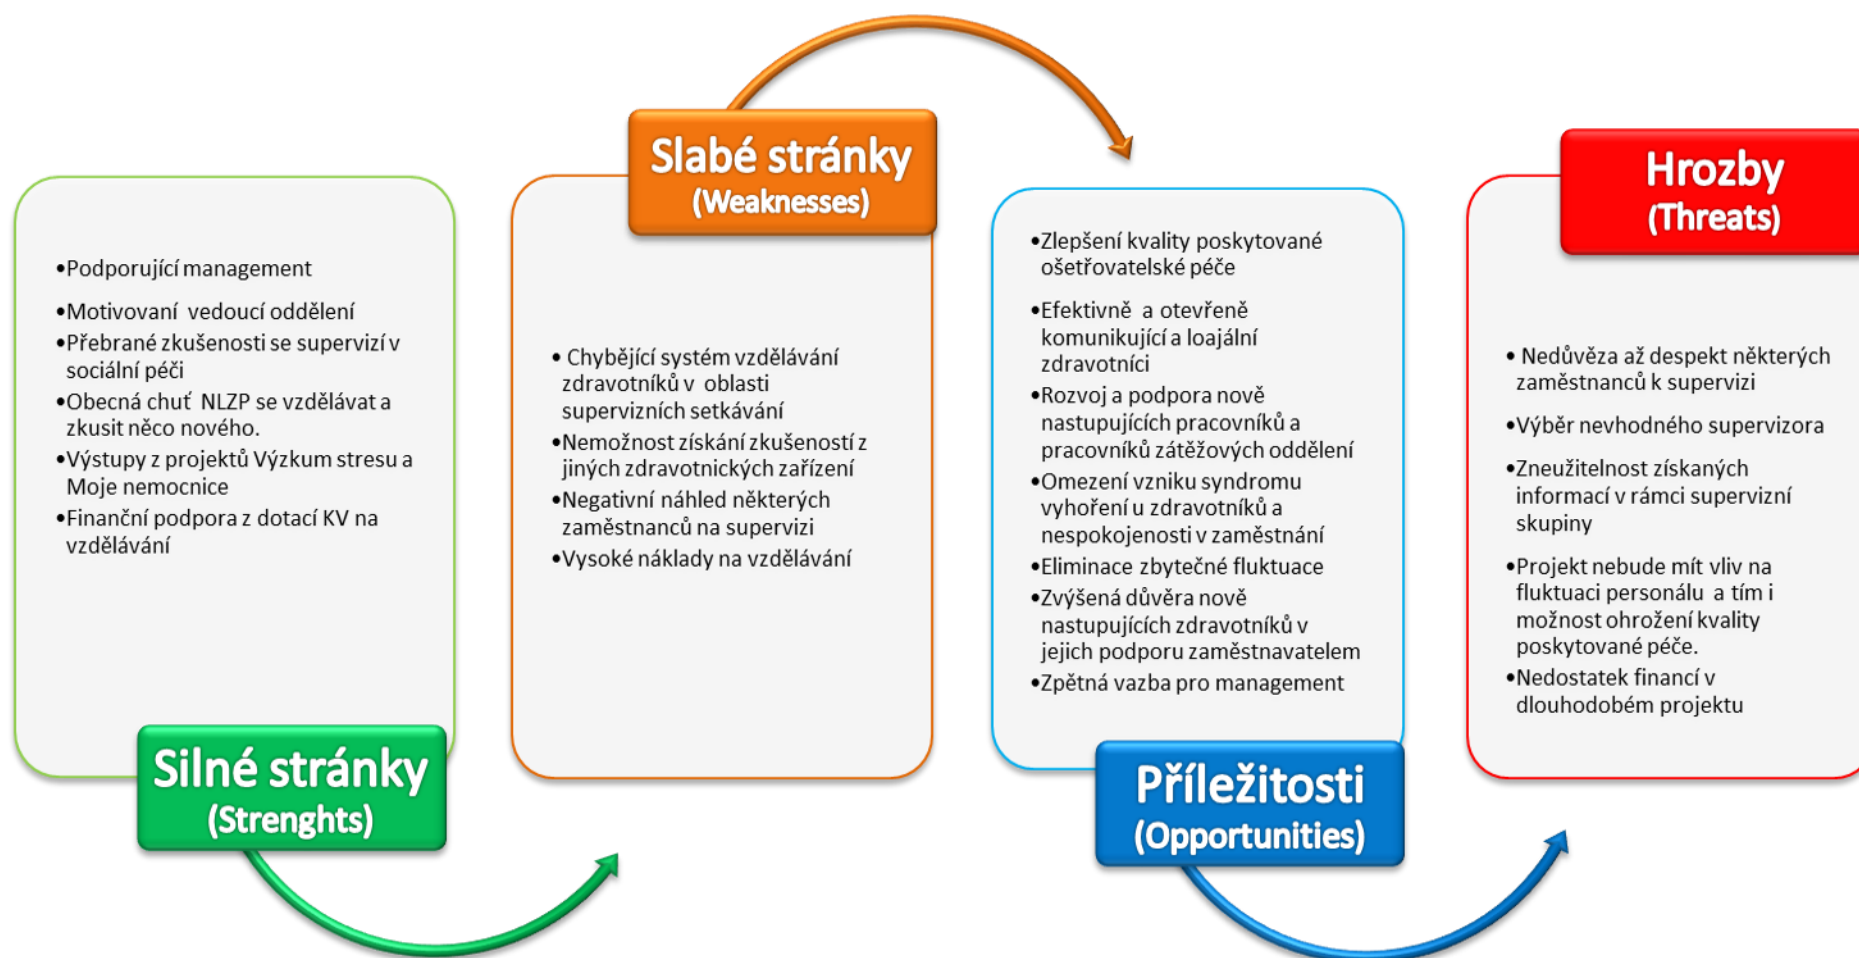 •Podporující management
•Motivovaní  vedoucí oddělení
•Přebrané zkušenosti se supervizí v
sociální péči
•Obecná chuť  NLZP se vzdělávat a
zkusit něco nového.
•Výstupy z projektů Výzkum stresu a
Moje nemocnice
•Finanční podpora z dotací KV na
vzdělávání
Silné stránky
(Strenghts)
Slabé stránky
(Weaknesses)
• Chybějící systém vzdělávání
zdravotníků v  oblasti
supervizních setkávání
•Nemožnost získání zkušeností z
jiných zdravotnických zařízení
•Negativní náhled některých
zaměstnanců na supervizi
•Vysoké náklady na vzdělávání
•Zlepšení kvality poskytované
ošetřovatelské péče
•Efektivně  a otevřeně
komunikující a loajální
zdravotníci
•Rozvoj a podpora nově
nastupujících pracovníků a
pracovníků zátěžových oddělení
•Omezení vzniku syndromu
vyhoření u zdravotníků a
nespokojenosti v zaměstnání
•Eliminace zbytečné fluktuace
•Zvýšená důvěra nově
nastupujících zdravotníků v
jejich podporu zaměstnavatelem
•Zpětná vazba pro management
Příležitosti
(Opportunities)
Hrozby
(Threats)
• Nedůvěza až despekt některých
zaměstnanců k supervizi
•Výběr nevhodného supervizora
•Zneužitelnost získaných
informací v rámci supervizní
skupiny
•Projekt nebude mít vliv na
fluktuaci personálu  a tím i
možnost ohrožení kvality
poskytované péče.
•Nedostatek financí v
dlouhodobém projektu